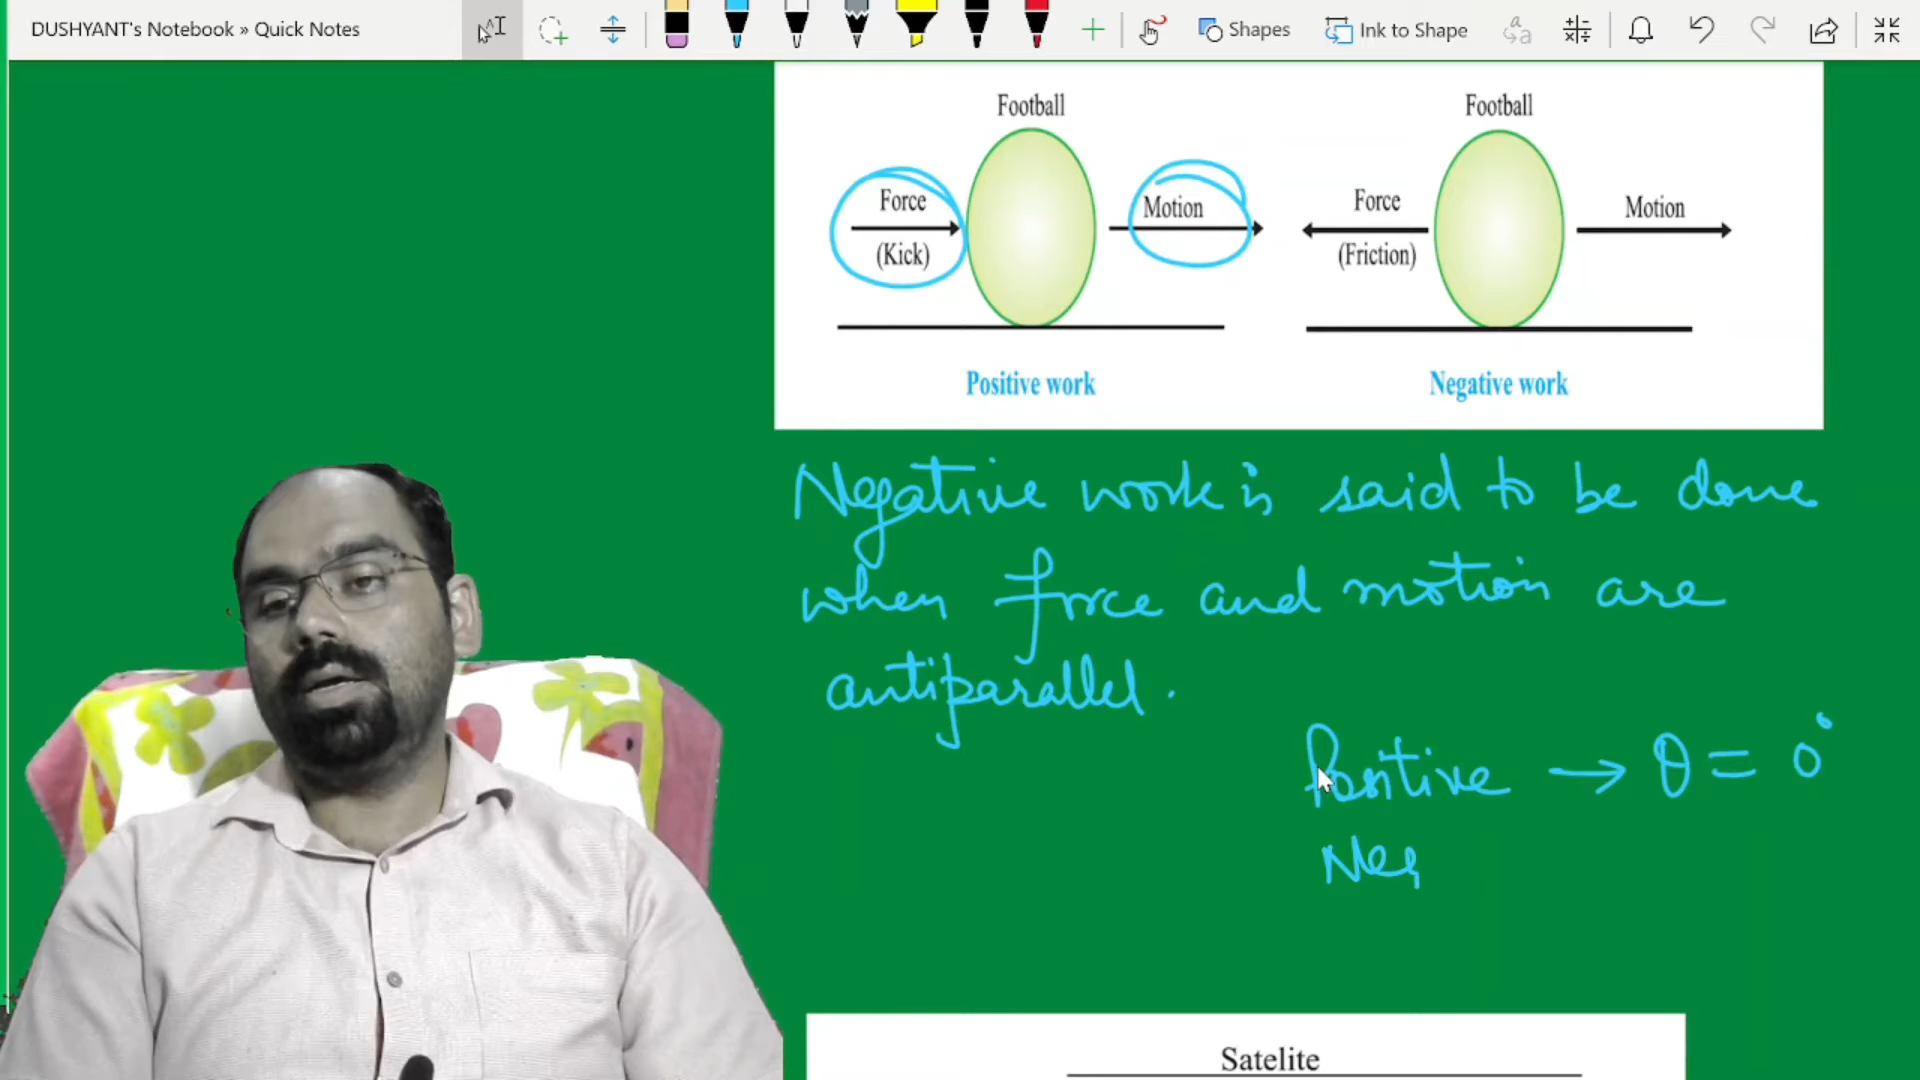 DUSHYANT's Notebook » Quick Notes
Shapes
Ink to Shape
Football
Football
Force
Motion
Force
Motion
(Kick)
(Friction)
Positive work
Negative work
Negative work is said to be done
when force and motion are
antiparallel.
Positive → θ = 0°
Neg
Satelite